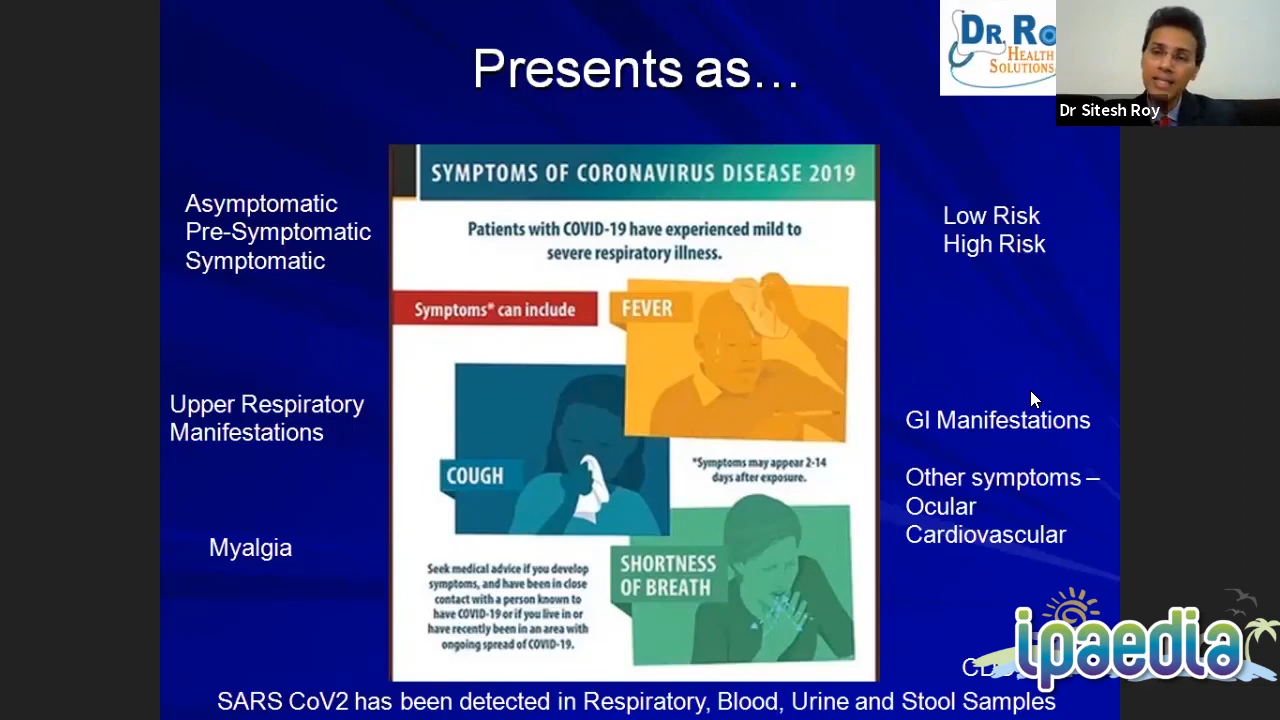 Presents as…
DR. Ro
HEALTH
SOLUTIONS
Dr Sitesh Roy
Asymptomatic
Pre-Symptomatic
Symptomatic
Upper Respiratory
Manifestations
Myalgia
SYMPTOMS OF CORONAVIRUS DISEASE 2019
Patients with COVID-19 have experienced mild to
severe respiratory illness.
Symptoms* can include
FEVER
COUGH
*Symptoms may appear 2-14
days after exposure.
SHORTNESS
OF BREATH
Seek medical advice if you develop
symptoms, and have been in close
contact with a person known to
have COVID-19 or if you live in or
have recently been in an area with
ongoing spread of COVID-19.
Low Risk
High Risk
GI Manifestations
Other symptoms –
Ocular
Cardiovascular
ipaedia
SARS CoV2 has been detected in Respiratory, Blood, Urine and Stool Samples